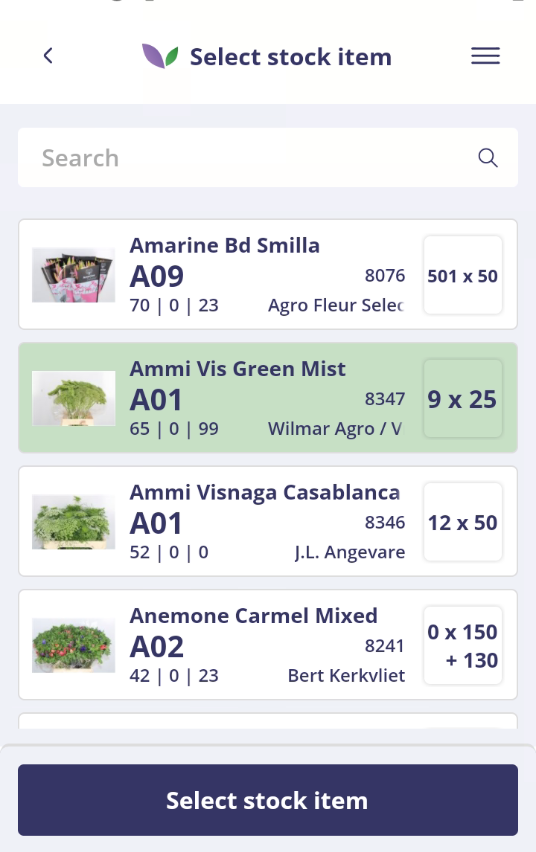 Select stock item
Search
Amarine Bd Smilla
A09
8076
501 x 50
70 | 0 | 23
Agro Fleur Selec
Ammi Vis Green Mist
A01
8347
9 x 25
65 | 0 | 99
Wilmar Agro / V
Ammi Visnaga Casablanca
A01
8346
12 x 50
52 | 0 | 0
J.L. Angevare
Anemone Carmel Mixed
A02
8241
0 x 150
+ 130
42 | 0 | 23
Bert Kerkvliet
Select stock item